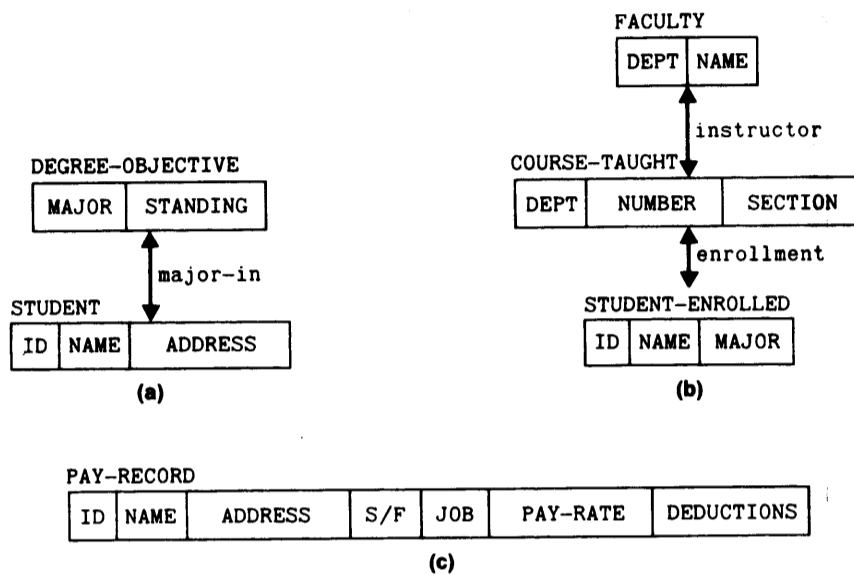 DEGREE-OBJECTIVE
MAJOR STANDING
major-in
STUDENT
ID NAME ADDRESS
(a)
FACULTY
DEPT NAME
instructor
COURSE-TAUGHT
DEPT NUMBER SECTION
enrollment
STUDENT-ENROLLED
ID NAME MAJOR
(b)
PAY-RECORD
ID NAME ADDRESS S/F JOB PAY-RATE DEDUCTIONS
(c)